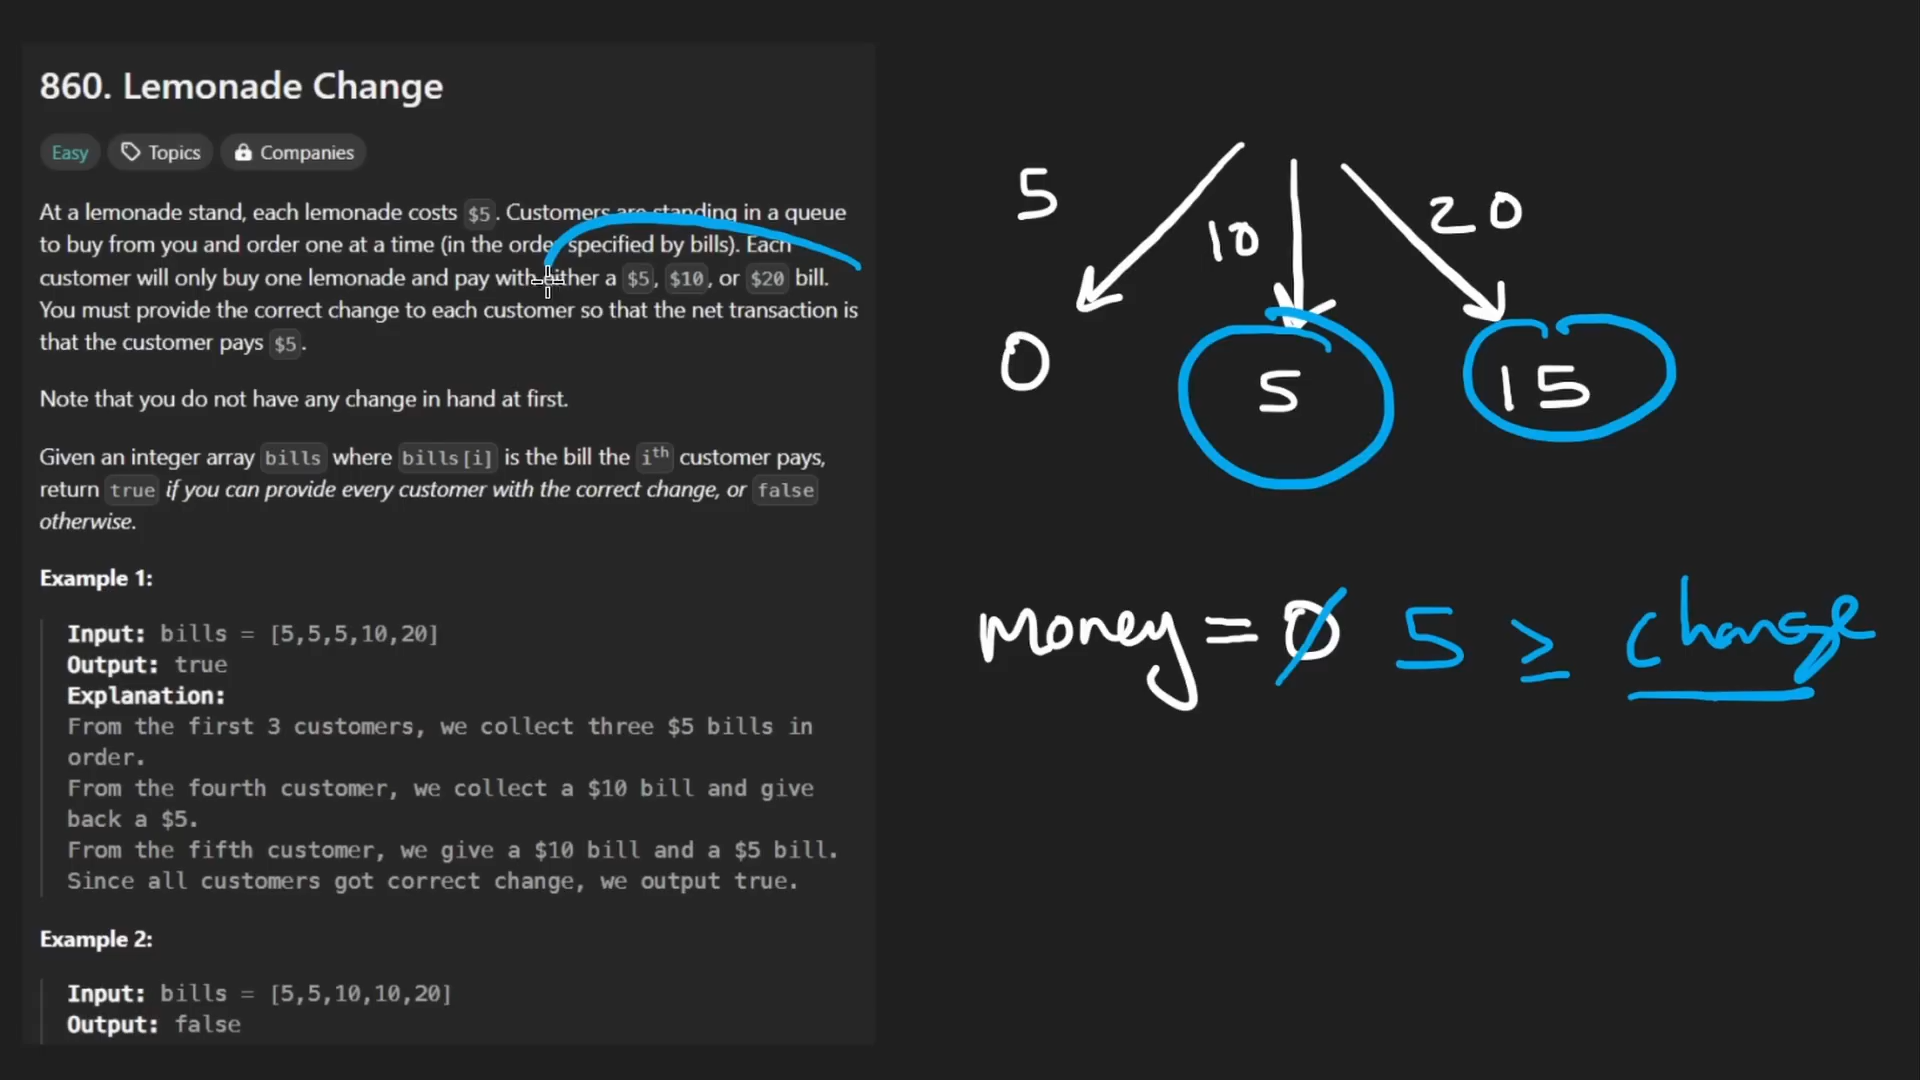 860. Lemonade Change
Easy Topics Companies
At a lemonade stand, each lemonade costs $5. Customers are standing in a queue
to buy from you and order one at a time (in the order specified by bills). Each
customer will only buy one lemonade and pay with either a $5, $10, or $20 bill.
You must provide the correct change to each customer so that the net transaction is
that the customer pays $5.
Note that you do not have any change in hand at first.
Given an integer array bills where bills[i] is the bill the ith customer pays,
return true if you can provide every customer with the correct change, or false
otherwise.
Example 1:
Input: bills = [5,5,5,10,20]
Output: true
Explanation:
From the first 3 customers, we collect three $5 bills in
order.
From the fourth customer, we collect a $10 bill and give
back a $5.
From the fifth customer, we give a $10 bill and a $5 bill.
Since all customers got correct change, we output true.
Example 2:
Input: bills = [5,5,10,10,20]
Output: false
5 10 20
0 5 15
money = 0 5 ≥ change